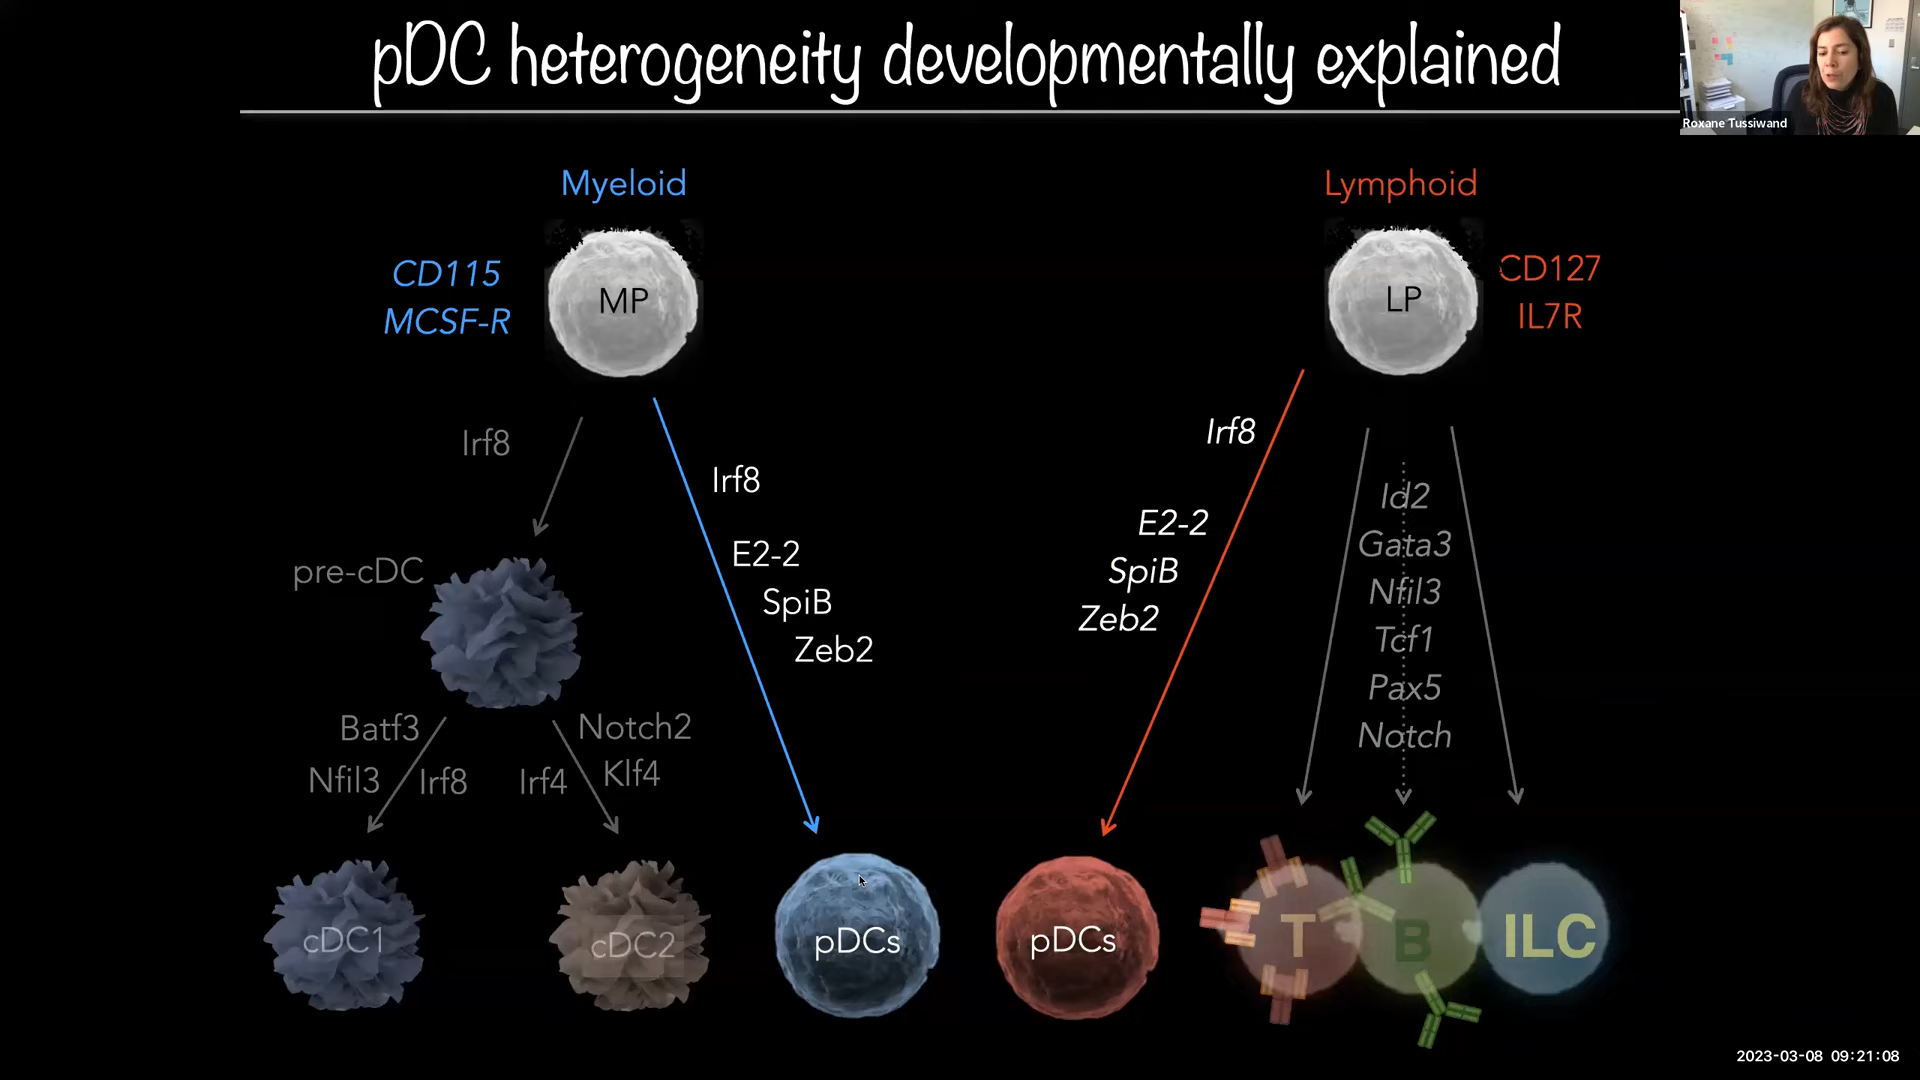 pDC heterogeneity developmentally explained
Roxane Tussiwand
Myeloid
Lymphoid
CD115
MCSF-R
MP
LP
CD127
IL7R
Irf8
Irf8
E2-2
SpiB
Zeb2
Irf8
E2-2
SpiB
Zeb2
Id2
Gata3
Nfil3
Tcf1
Pax5
Notch
pre-cDC
Batf3
Nfil3
Irf8
Notch2
Irf4
Klf4
cDC1
cDC2
pDCs
pDCs
T
B
ILC
2023-03-08 09:21:08